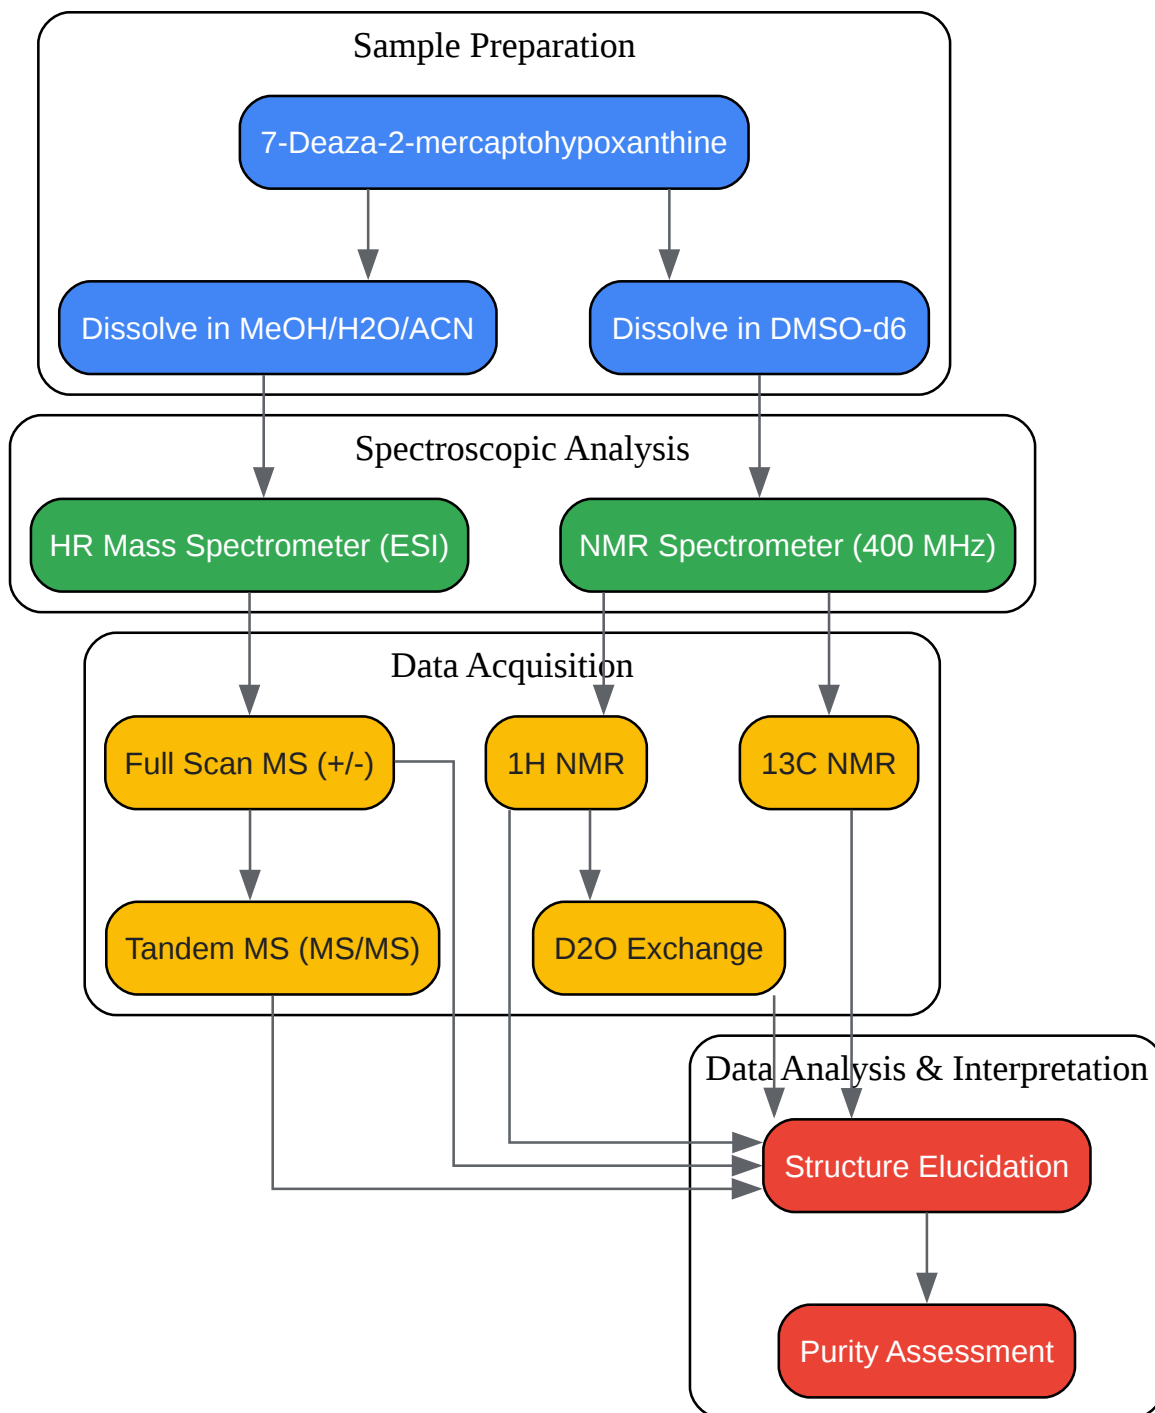 Sample Preparation
7-Deaza-2-mercaptohypoxanthine
Dissolve in MeOH/H2O/ACN
Dissolve in DMSO-d6
Spectroscopic Analysis
HR Mass Spectrometer (ESI)
NMR Spectrometer (400 MHz)
Data Acquisition
Full Scan MS (+/-)
1H NMR
13C NMR
Tandem MS (MS/MS)
D2O Exchange
Data Analysis & Interpretation
Structure Elucidation
Purity Assessment